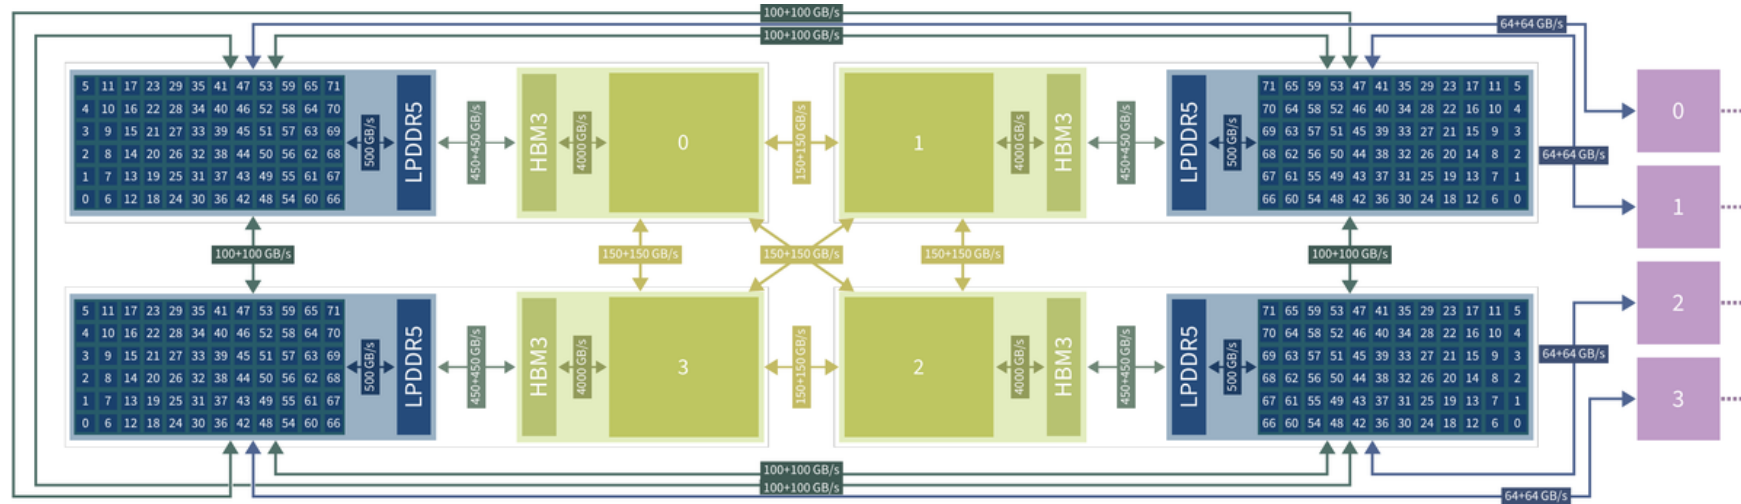 100+100 GB/s
64+64 GB/s
100+100 GB/s
5 11 17 23 29 35 41 47 53 59 65 71
4 10 16 22 28 34 40 46 52 58 64 70
3 9 15 21 27 33 39 45 51 57 63 69
2 8 14 20 26 32 38 44 50 56 62 68
1 7 13 19 25 31 37 43 49 55 61 67
0 6 12 18 24 30 36 42 48 54 60 66
500 GB/s
LPDDR5
450+450 GB/s
HBM3
4000 GB/s
0
150+150 GB/s
1
4000 GB/s
HBM3
450+450 GB/s
LPDDR5
500 GB/s
71 65 59 53 47 41 35 29 23 17 11 5
70 64 58 52 46 40 34 28 22 16 10 4
69 63 57 51 45 39 33 27 21 15 9 3
68 62 56 50 44 38 32 26 20 14 8 2
67 61 55 49 43 37 31 25 19 13 7 1
66 60 54 48 42 36 30 24 18 12 6 0
64+64 GB/s
0
1
100+100 GB/s
150+150 GB/s
150+150 GB/s
150+150 GB/s
100+100 GB/s
5 11 17 23 29 35 41 47 53 59 65 71
4 10 16 22 28 34 40 46 52 58 64 70
3 9 15 21 27 33 39 45 51 57 63 69
2 8 14 20 26 32 38 44 50 56 62 68
1 7 13 19 25 31 37 43 49 55 61 67
0 6 12 18 24 30 36 42 48 54 60 66
500 GB/s
LPDDR5
450+450 GB/s
HBM3
4000 GB/s
3
150+150 GB/s
2
4000 GB/s
HBM3
450+450 GB/s
LPDDR5
500 GB/s
71 65 59 53 47 41 35 29 23 17 11 5
70 64 58 52 46 40 34 28 22 16 10 4
69 63 57 51 45 39 33 27 21 15 9 3
68 62 56 50 44 38 32 26 20 14 8 2
67 61 55 49 43 37 31 25 19 13 7 1
66 60 54 48 42 36 30 24 18 12 6 0
64+64 GB/s
2
3
100+100 GB/s
100+100 GB/s
64+64 GB/s